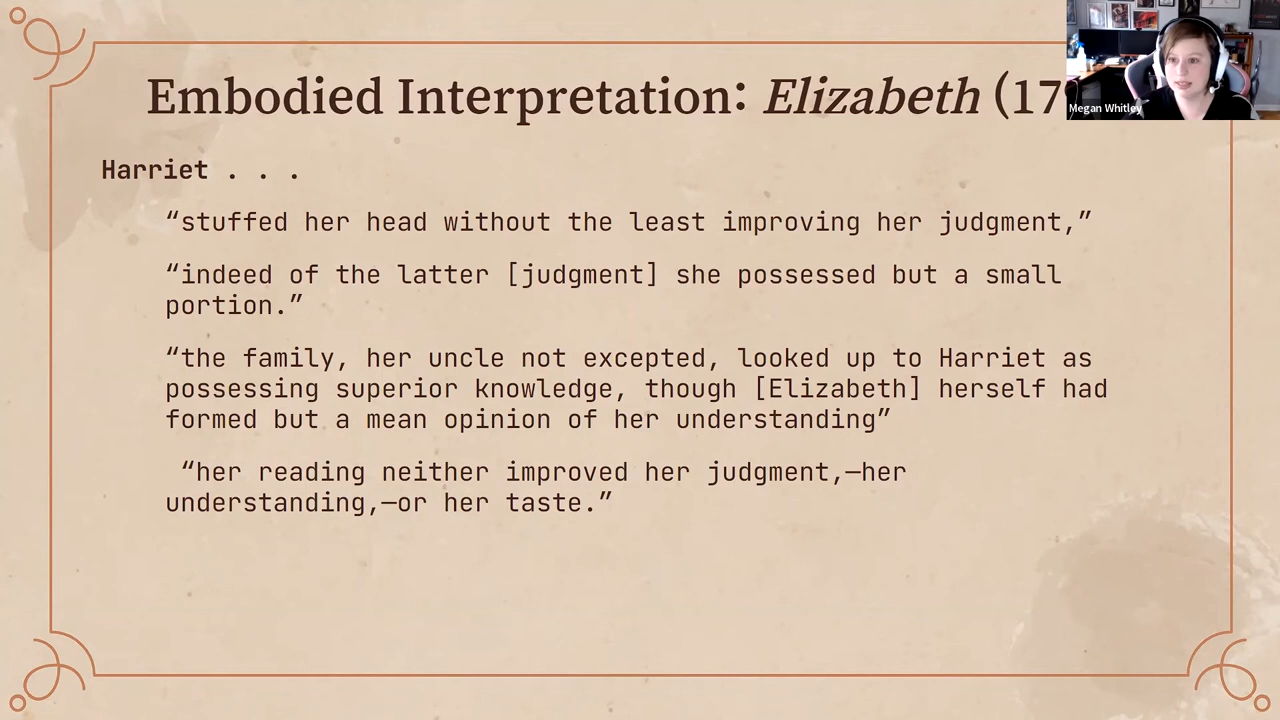 Embodied Interpretation: Elizabeth (17
Megan Whitley
Harriet . . .
“stuffed her head without the least improving her judgment,”
“indeed of the latter [judgment] she possessed but a small
portion.”
“the family, her uncle not excepted, looked up to Harriet as
possessing superior knowledge, though [Elizabeth] herself had
formed but a mean opinion of her understanding”
“her reading neither improved her judgment,—her
understanding,—or her taste.”